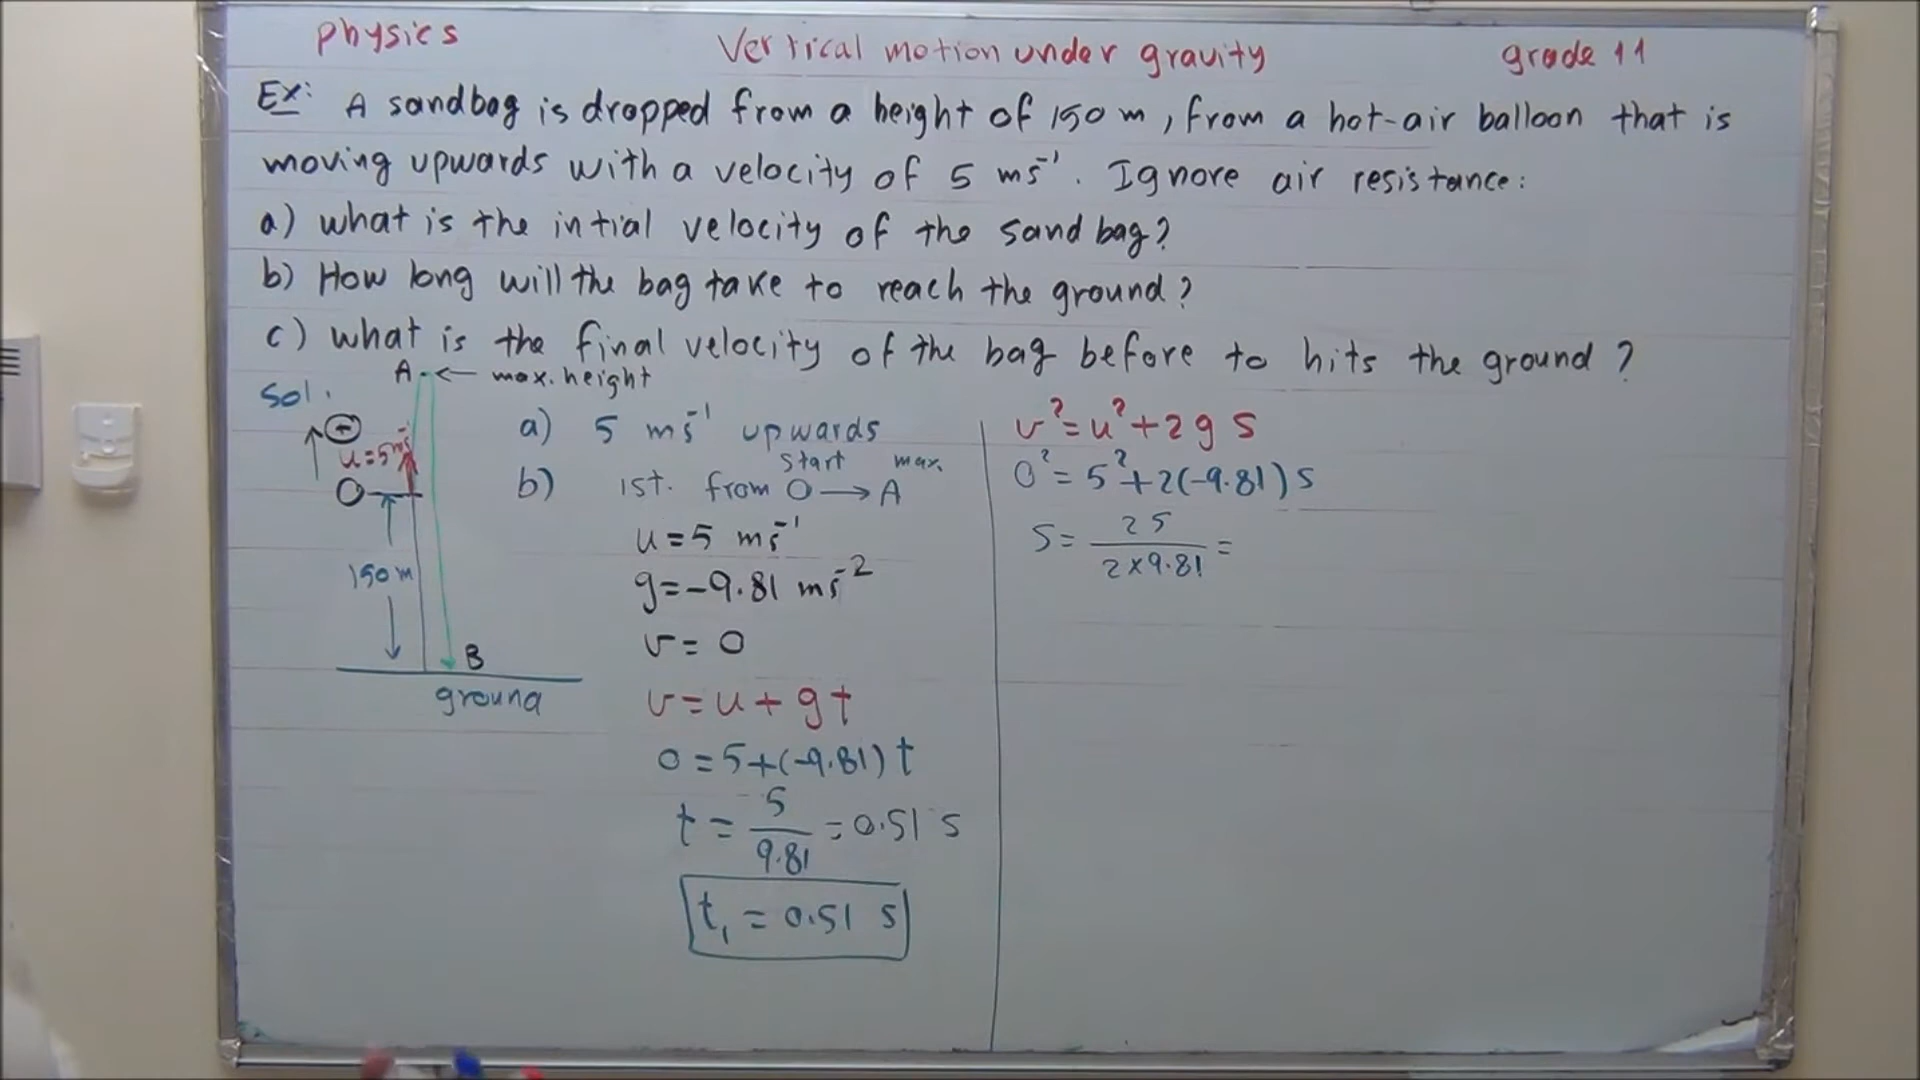 physics
Vertical motion under gravity
grade 11
Ex: A sandbag is dropped from a height of 150 m, from a hot-air balloon that is
moving upwards with a velocity of 5 ms⁻¹. Ignore air resistance:
a) what is the intial velocity of the sand bag?
b) How long will the bag take to reach the ground?
c) what is the final velocity of the bag before to hits the ground?
Sol.
A ← max. height
↑ +
u = 5 ms⁻¹
O
150 m
B
ground
a) 5 ms⁻¹ upwards
start max.
b) 1st. from O → A
u = 5 ms⁻¹
g = -9.81 ms⁻²
v = 0
v = u + gt
0 = 5 + (-9.81) t
t = 5/9.81 = 0.51 s
t₁ = 0.51 s
v² = u² + 2 g s
0² = 5² + 2(-9.81) s
s = 25/2×9.81 =